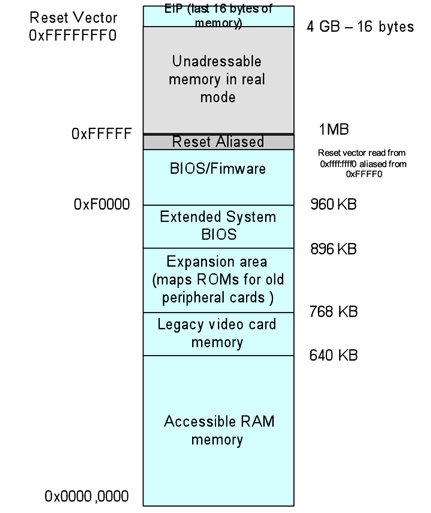 EIP (last 16 bytes of
memory)
Reset Vector
0xFFFFFFF0
4 GB – 16 bytes
Unadressable
memory in real
mode
0xFFFFF
1MB
Reset Aliased
Reset vector read from
0xffff:fff0 aliased from
0xFFFF0
BIOS/Fimware
0xF0000
960 KB
Extended System
BIOS
896 KB
Expansion area
(maps ROMs for old
peripheral cards )
768 KB
Legacy video card
memory
640 KB
Accessible RAM
memory
0x0000,0000